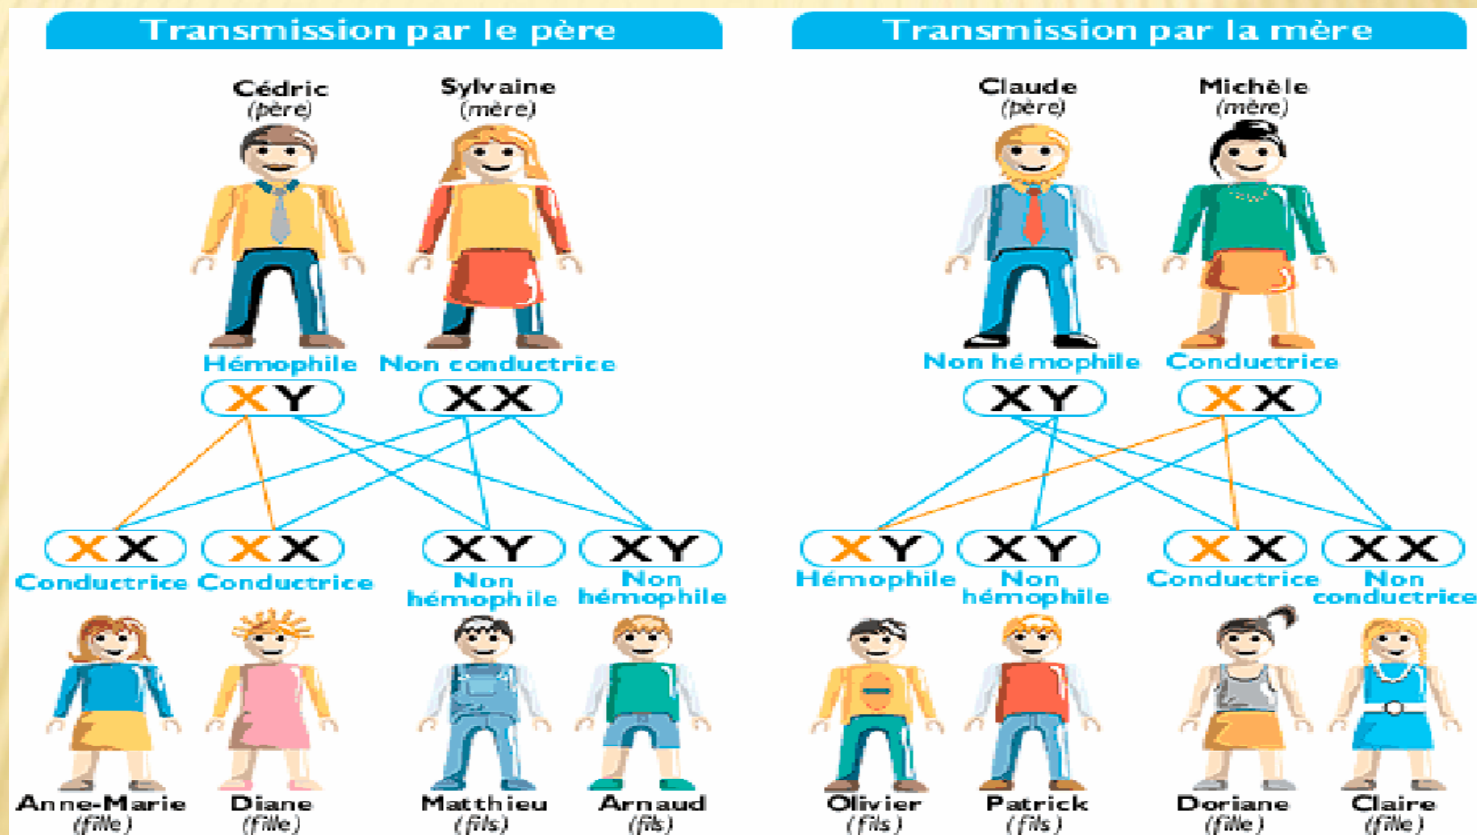 Transmission par le père
Cédric
(père)
Sylvaine
(mère)
Hémophile
Non conductrice
XY
XX
XX
XX
XY
XY
Conductrice
Conductrice
Non
hémophile
Non
hémophile
Anne-Marie
(fille)
Diane
(fille)
Matthieu
(fils)
Arnaud
(fils)
Transmission par la mère
Claude
(père)
Michèle
(mère)
Non hémophile
Conductrice
XY
XX
XY
XY
XX
XX
Hémophile
Non
hémophile
Conductrice
Non
conductrice
Olivier
(fils)
Patrick
(fils)
Doriane
(fille)
Claire
(fille)